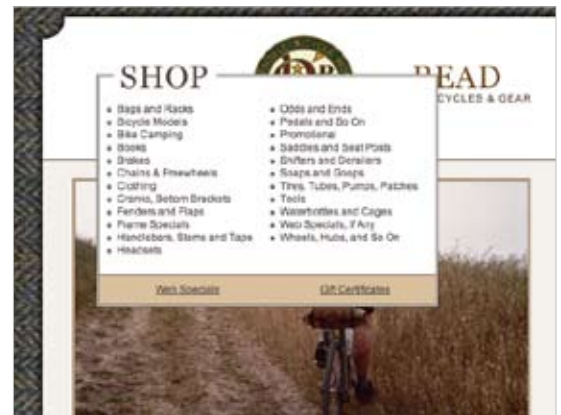 SHOP
READ
CYCLES & GEAR
Bags and Racks
Bicycle Models
Bike Camping
Books
Brakes
Chains & Freewheels
Clothing
Cranks, Bottom Brackets
Fenders and Flaps
Frame Specials
Handlebars, Stems and Tape
Headsets
Odds and Ends
Pedals and So On
Promotional
Saddles and Seat Posts
Shifters and Derailers
Soaps and Goops
Tires, Tubes, Pumps, Patches
Tools
Waterbottles and Cages
Web Specials, if Any
Wheels, Hubs, and So On
Web Specials
Gift Certificates